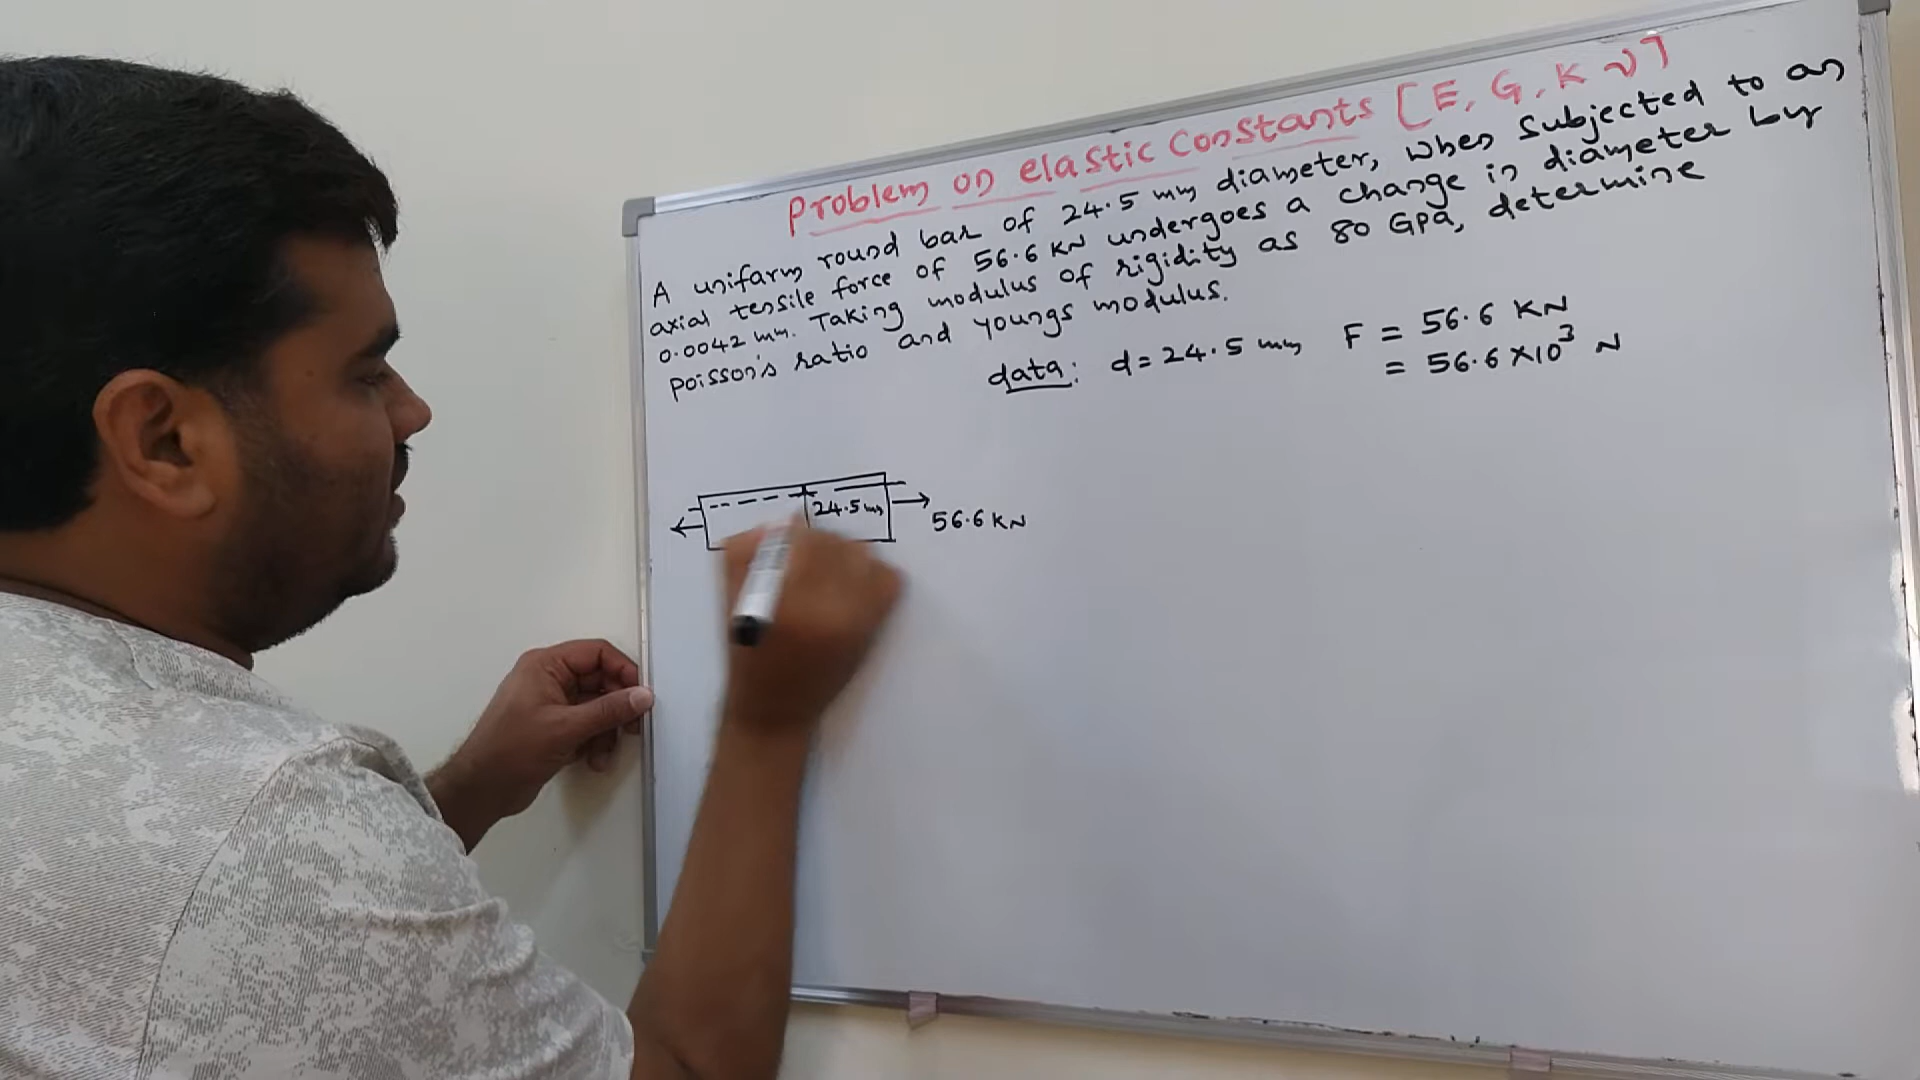 Problem on elastic constants [E, G, K ν]
A uniform round bar of 24.5 mm diameter, when subjected to an
axial tensile force of 56.6 KN undergoes a change in diameter by
0.0042 mm. Taking modulus of rigidity as 80 GPa, determine
poisson's ratio and youngs modulus.
data: d = 24.5 mm F = 56.6 KN
= 56.6 X10³ N
24.5 mm
56.6 KN